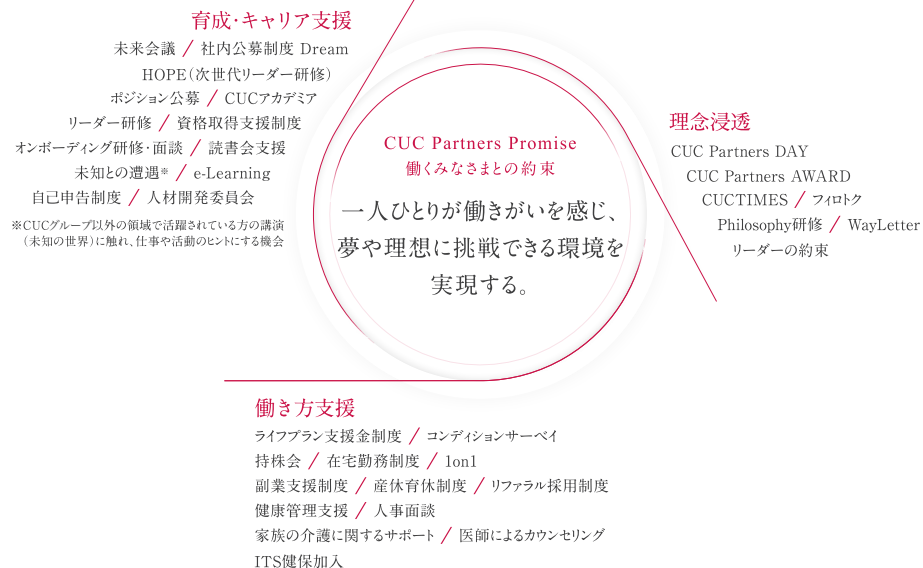 育成・キャリア支援
未来会議 / 社内公募制度 Dream
HOPE(次世代リーダー研修)
ポジション公募 / CUCアカデミア
リーダー研修 / 資格取得支援制度
オンボーディング研修・面談 / 読書会支援
未知との遭遇※ / e-Learning
自己申告制度 / 人材開発委員会
※CUCグループ以外の領域で活躍されている方の講演
(未知の世界)に触れ、仕事や活動のヒントにする機会
CUC Partners Promise
働くみなさまとの約束
一人ひとりが働きがいを感じ、
夢や理想に挑戦できる環境を
実現する。
理念浸透
CUC Partners DAY
CUC Partners AWARD
CUCTIMES / フィロトク
Philosophy研修 / WayLetter
リーダーの約束
働き方支援
ライフプラン支援金制度 / コンディションサーベイ
持株会 / 在宅勤務制度 / 1on1
副業支援制度 / 産休育休制度 / リファラル採用制度
健康管理支援 / 人事面談
家族の介護に関するサポート / 医師によるカウンセリング
ITS健保加入